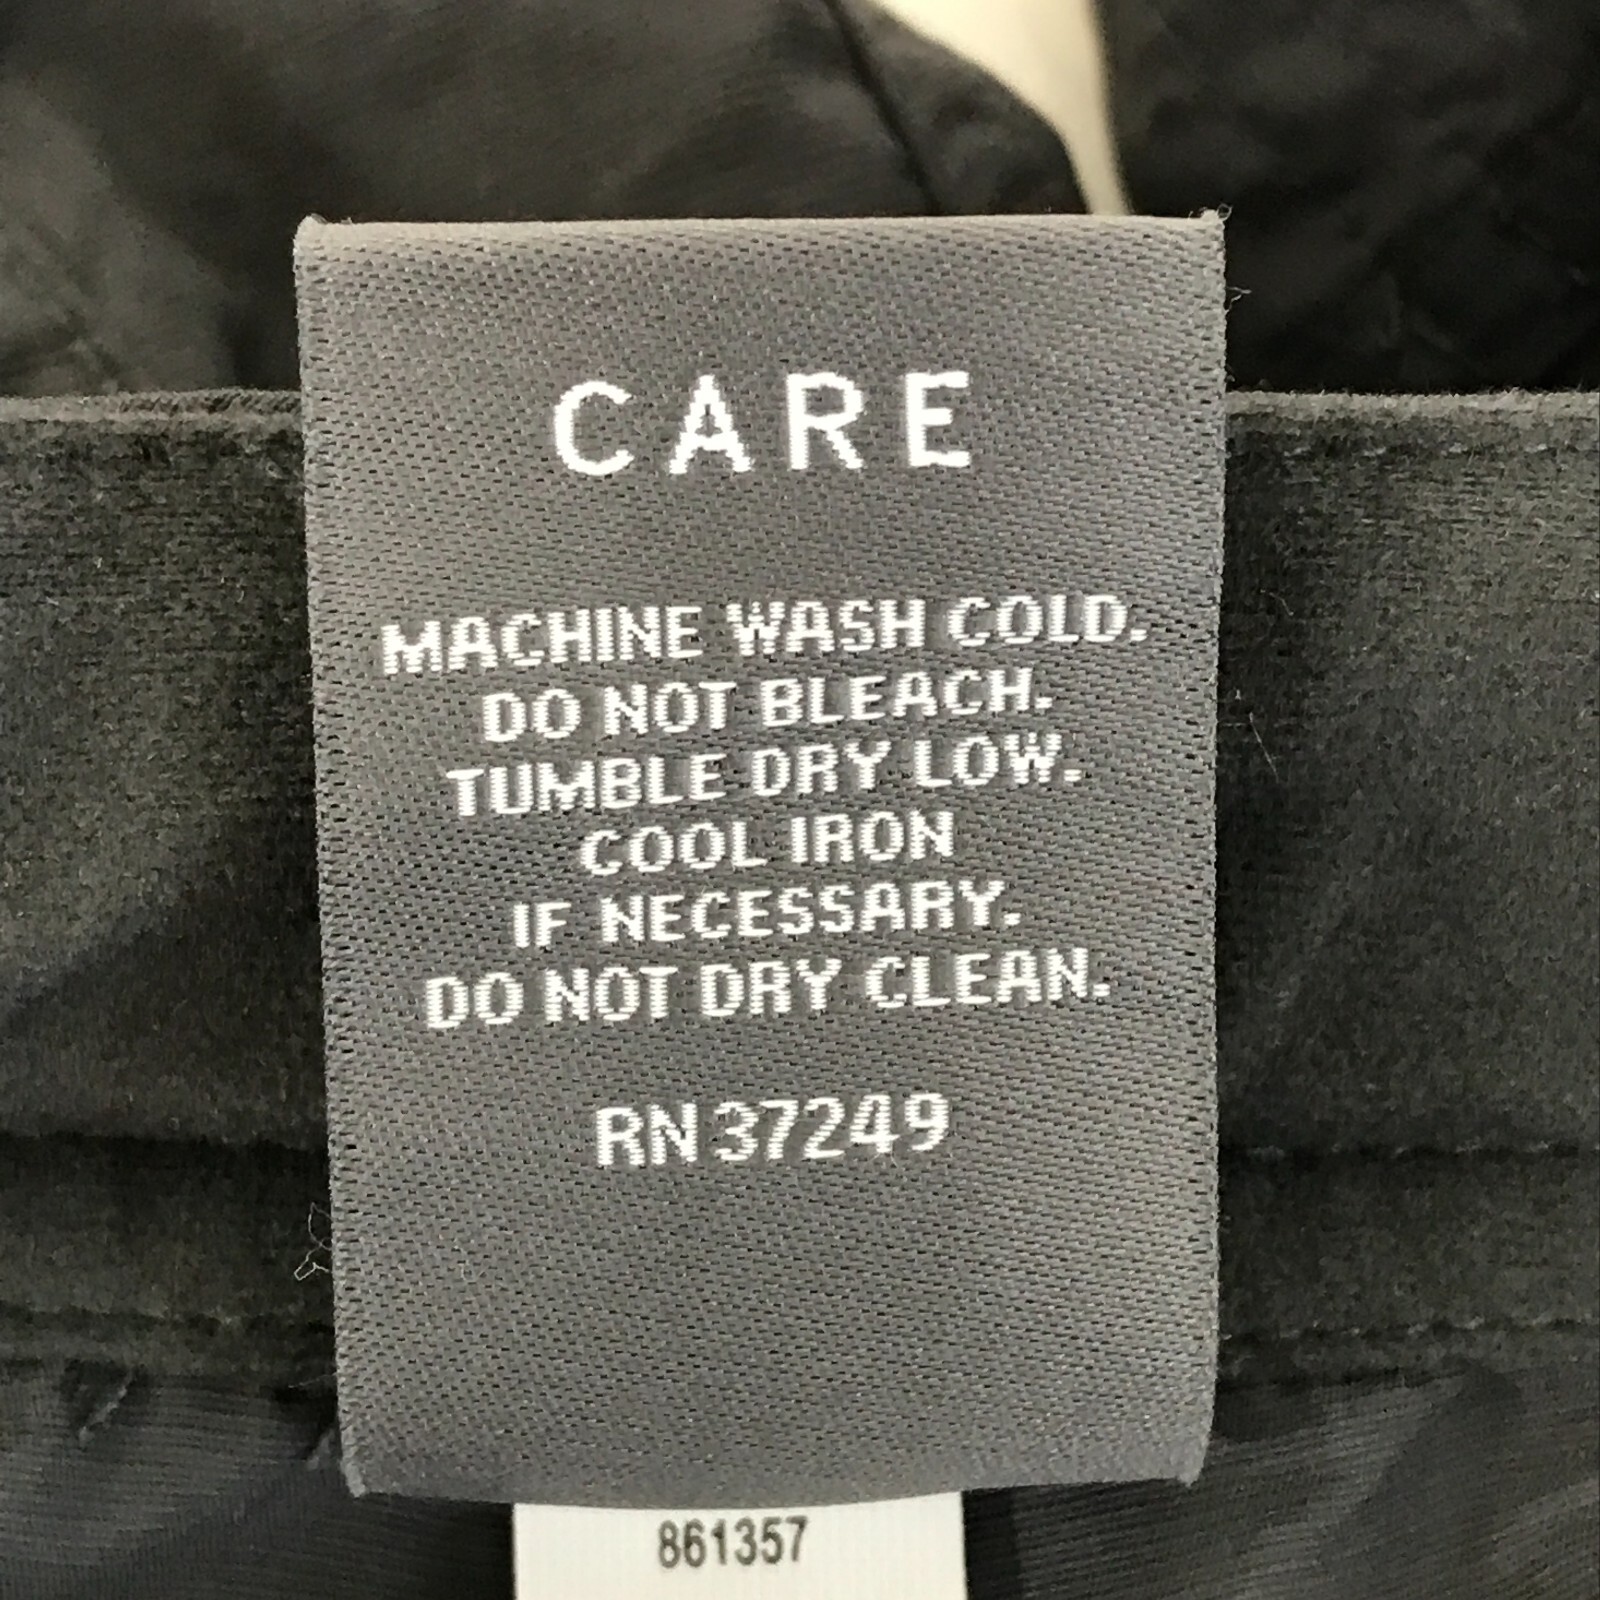 CARE
MACHINE WASH COLD.
DO NOT BLEACH.
TUMBLE DRY LOW.
COOL IRON
IF NECESSARY.
DO NOT DRY CLEAN.
RN 37249
861357